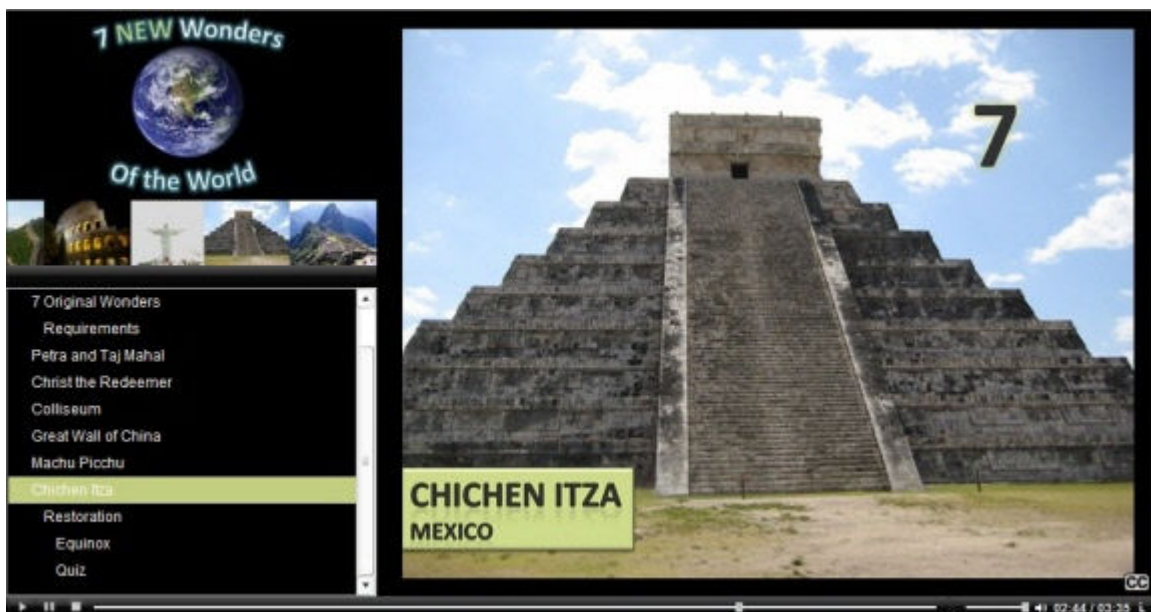 7 NEW Wonders
Of the World
7 Original Wonders
Requirements
Petra and Taj Mahal
Christ the Redeemer
Colliseum
Great Wall of China
Machu Picchu
Chichen Itza
Restoration
Equinox
Quiz
7
CHICHEN ITZA
MEXICO
CC
02:44 / 03:35